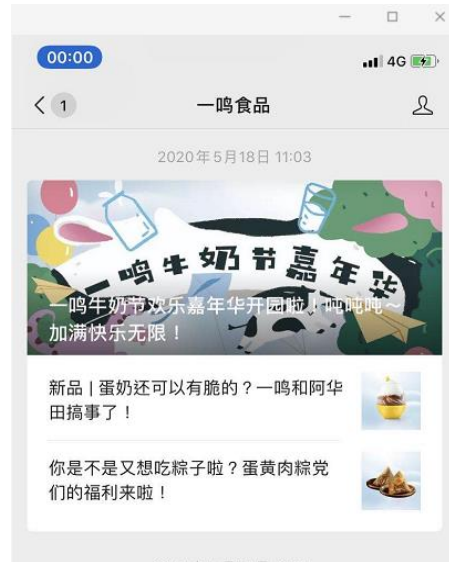 00:00
4G
1
一鸣食品
2020年5月18日 11:03
一鸣牛奶节嘉年华
一鸣牛奶节欢乐嘉年华开园啦！吨吨吨～
加满快乐无限！
新品 | 蛋奶还可以有脆的？一鸣和阿华
田搞事了！
你是不是又想吃粽子啦？蛋黄肉粽党
们的福利来啦！